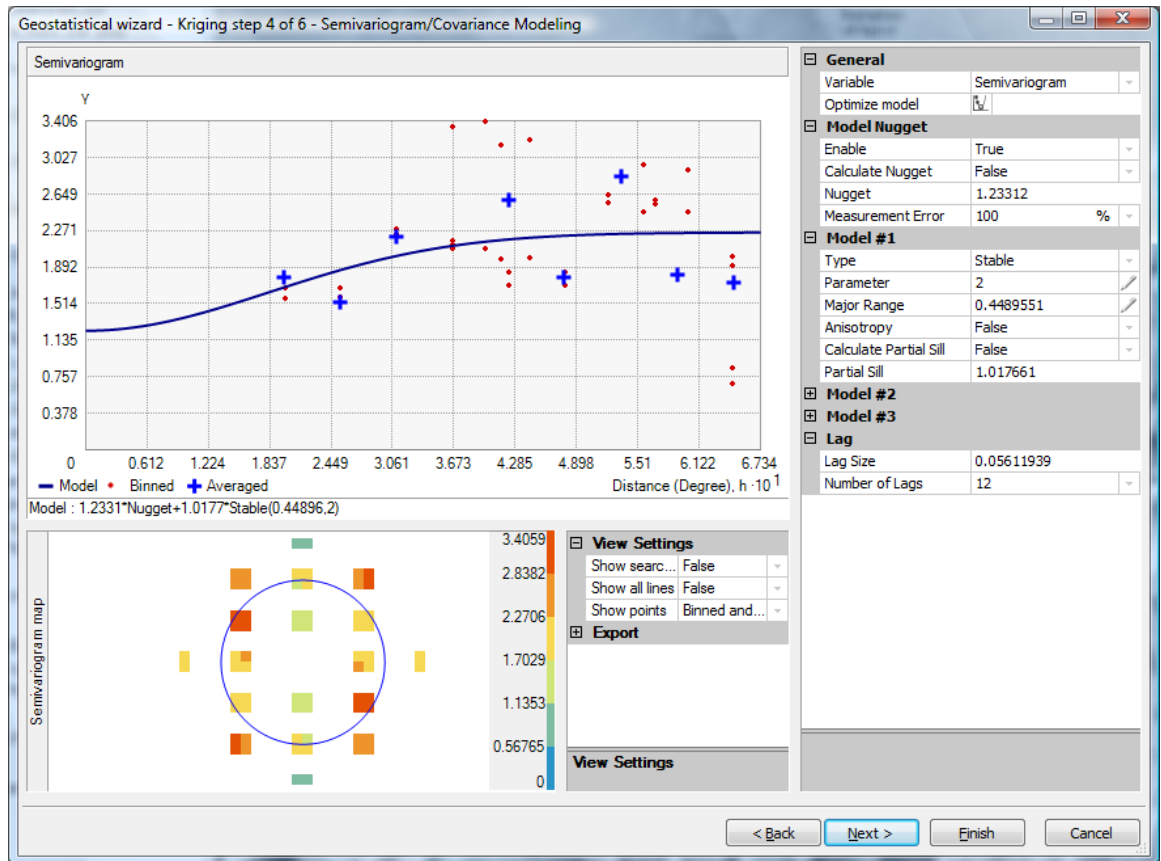 Geostatistical wizard - Kriging step 4 of 6 - Semivariogram/Covariance Modeling
Semivariogram
Υ
3.406
3.027
2.649
2.271
1.892
1.514
1.135
0.757
0.378
0 0.612 1.224 1.837 2.449 3.061 3.673 4.285 4.898 5.51 6.122 6.734
Model Binned Averaged Distance (Degree), h ·10 1
Model : 1.2331*Nugget+1.0177*Stable(0.44896,2)
Semivariogram map
3.4059
2.8382
2.2706
1.7029
1.1353
0.56765
0
View Settings
Show searc... False
Show all lines False
Show points Binned and...
Export
View Settings
General
Variable Semivariogram
Optimize model
Model Nugget
Enable True
Calculate Nugget False
Nugget 1.23312
Measurement Error 100 %
Model #1
Type Stable
Parameter 2
Major Range 0.4489551
Anisotropy False
Calculate Partial Sill False
Partial Sill 1.017661
Model #2
Model #3
Lag
Lag Size 0.05611939
Number of Lags 12
< Back Next > Finish Cancel